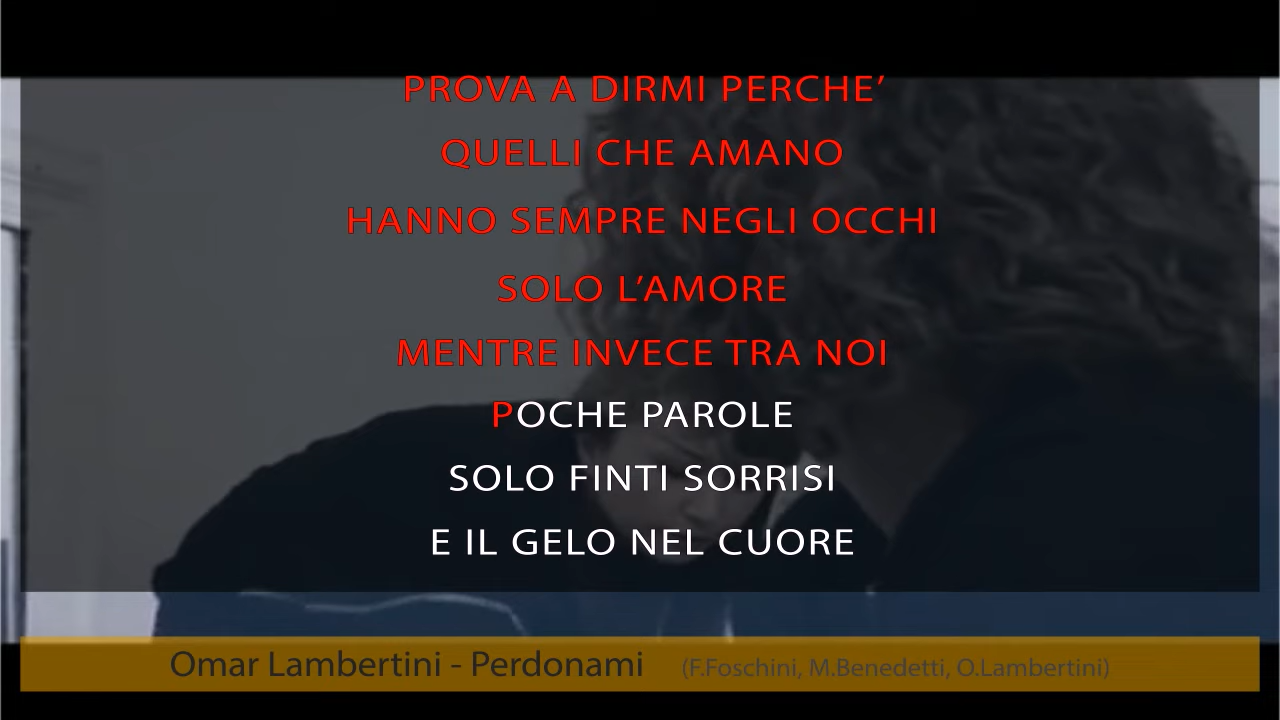 PROVA A DIRMI PERCHE’
QUELLI CHE AMANO
HANNO SEMPRE NEGLI OCCHI
SOLO L’AMORE
MENTRE INVECE TRA NOI
POCHE PAROLE
SOLO FINTI SORRISI
E IL GELO NEL CUORE
Omar Lambertini - Perdonami (F.Foschini, M.Benedetti, O.Lambertini)